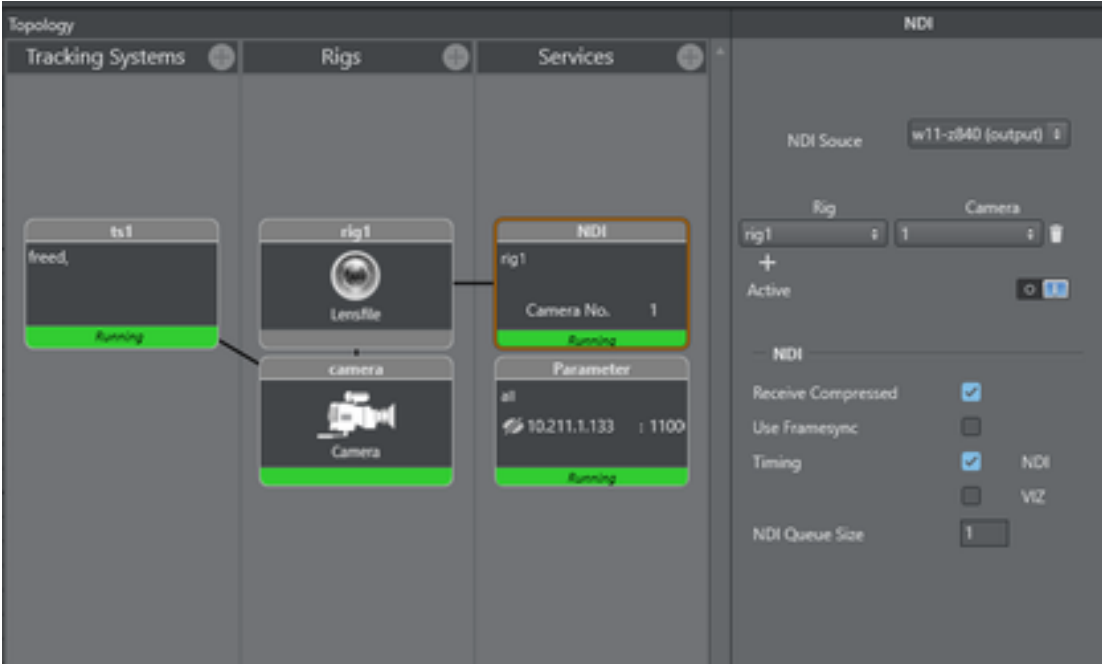 Topology
Tracking Systems
Rigs
Services
ts1
freed,
Running
rig1
Lensfile
camera
Camera
NDI
rig1
Camera No. 1
Running
Parameter
all
10.211.1.133 : 1100
Running
NDI
NDI Souce w11-z840 (output)
Rig Camera
rig1 1
Active
NDI
Receive Compressed
Use Framesync
Timing NDI
VIZ
NDI Queue Size 1